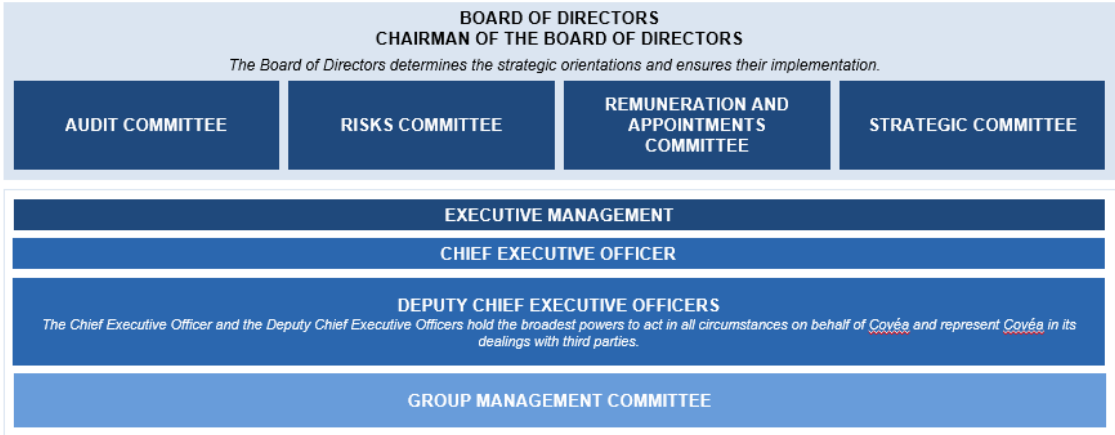 BOARD OF DIRECTORS
CHAIRMAN OF THE BOARD OF DIRECTORS
The Board of Directors determines the strategic orientations and ensures their implementation.
AUDIT COMMITTEE
RISKS COMMITTEE
REMUNERATION AND
APPOINTMENTS
COMMITTEE
STRATEGIC COMMITTEE
EXECUTIVE MANAGEMENT
CHIEF EXECUTIVE OFFICER
DEPUTY CHIEF EXECUTIVE OFFICERS
The Chief Executive Officer and the Deputy Chief Executive Officers hold the broadest powers to act in all circumstances on behalf of Covéa and represent Covéa in its
dealings with third parties.
GROUP MANAGEMENT COMMITTEE